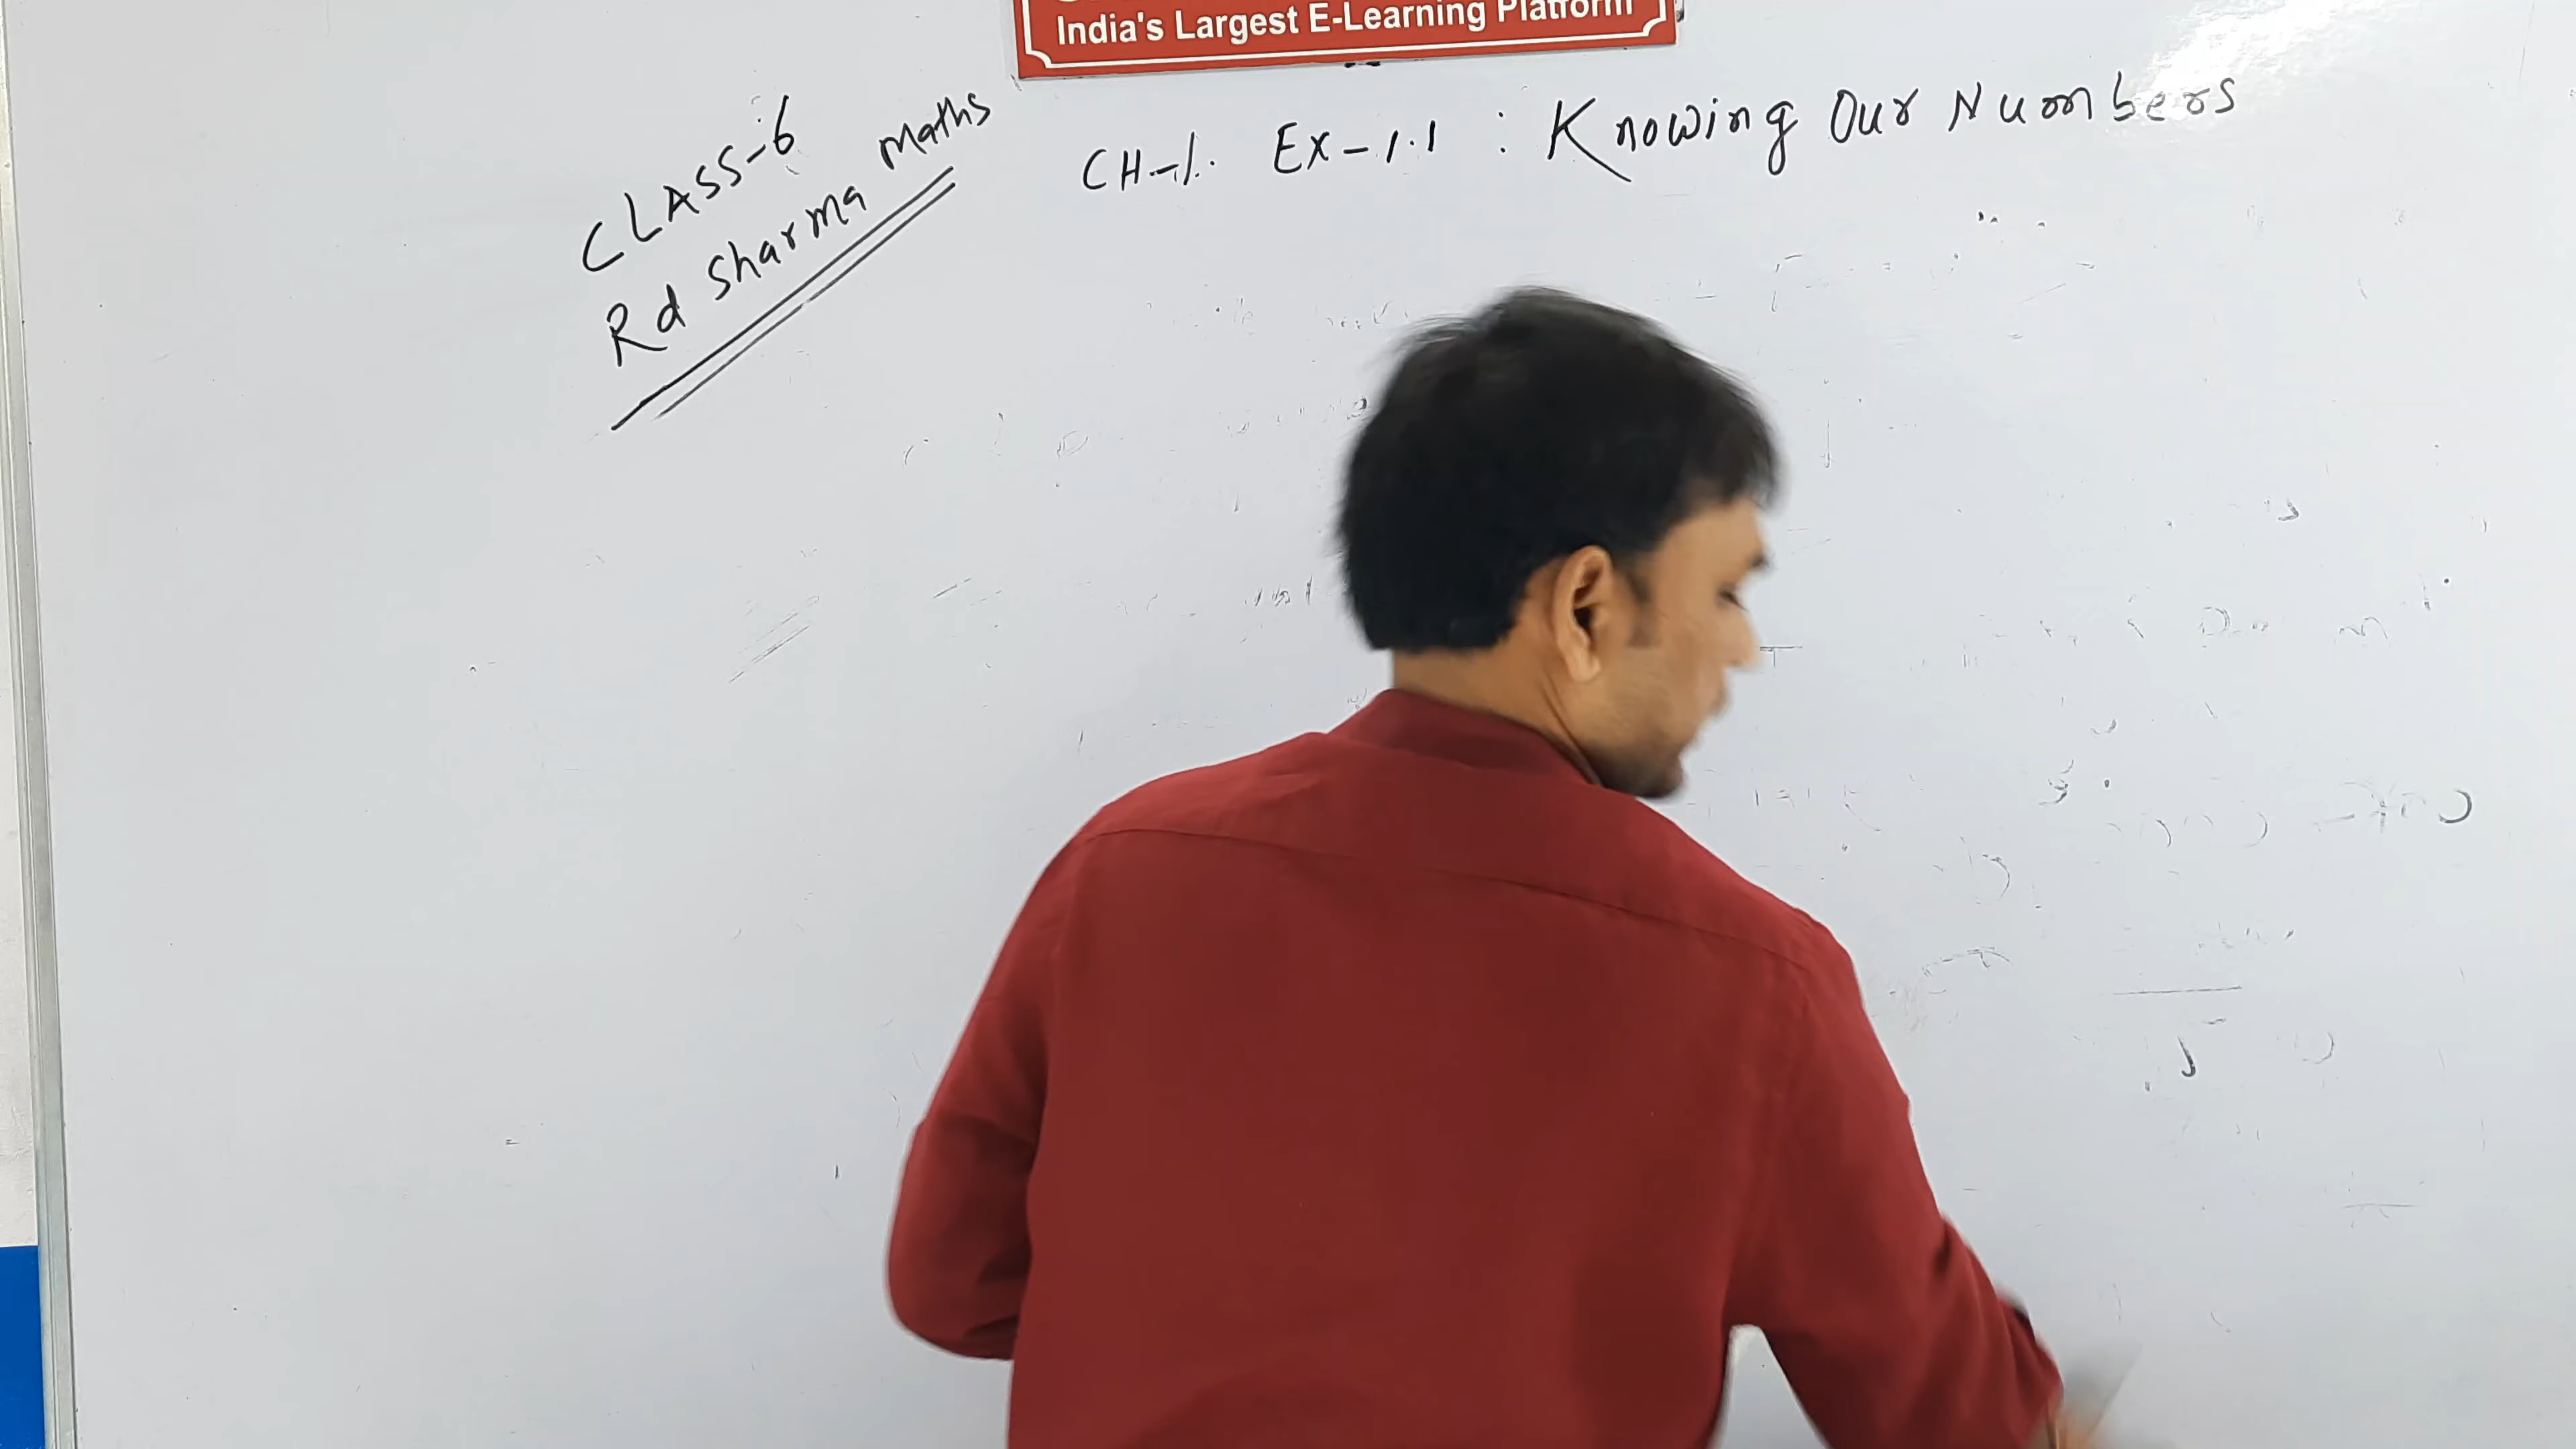 India's Largest E-Learning Platform
CLASS-6
Rd Sharma Maths
CH-1. Ex-1.1 : Knowing Our Numbers